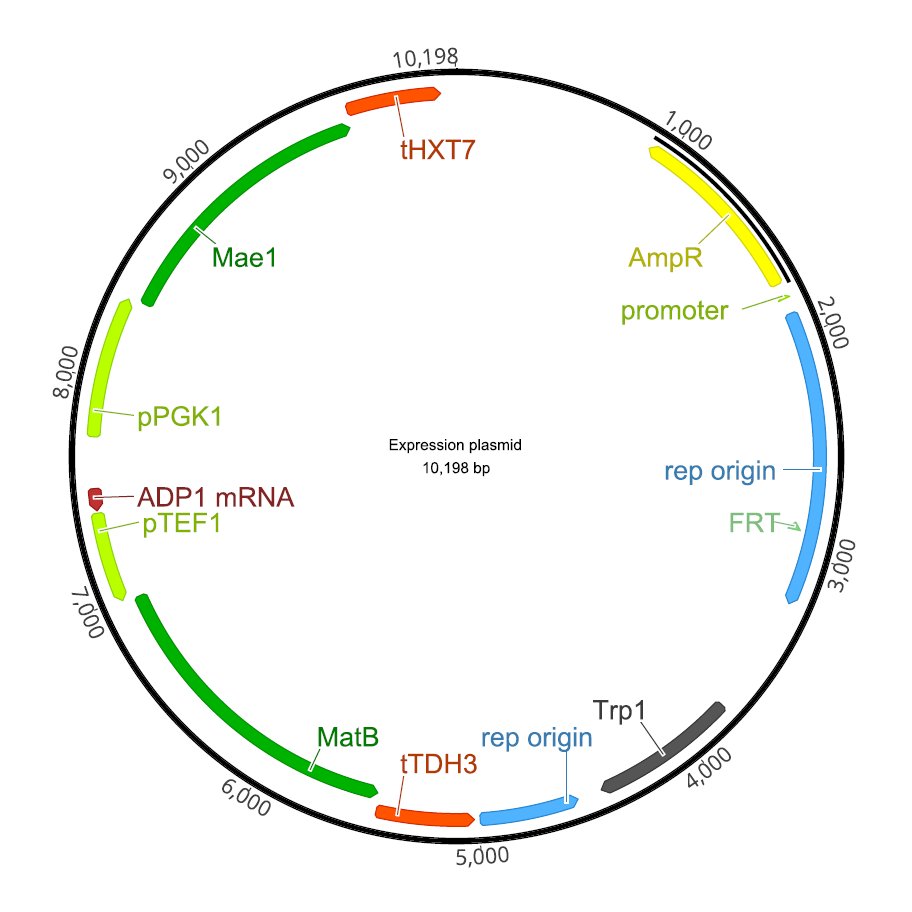 10,198
tHXT7
1,000
9,000
Mae1
AmpR
promoter
2,000
8,000
pPGK1
Expression plasmid
10,198 bp
rep origin
ADP1 mRNA
pTEF1
FRT
3,000
7,000
Trp1
MatB
rep origin
tTDH3
4,000
6,000
5,000